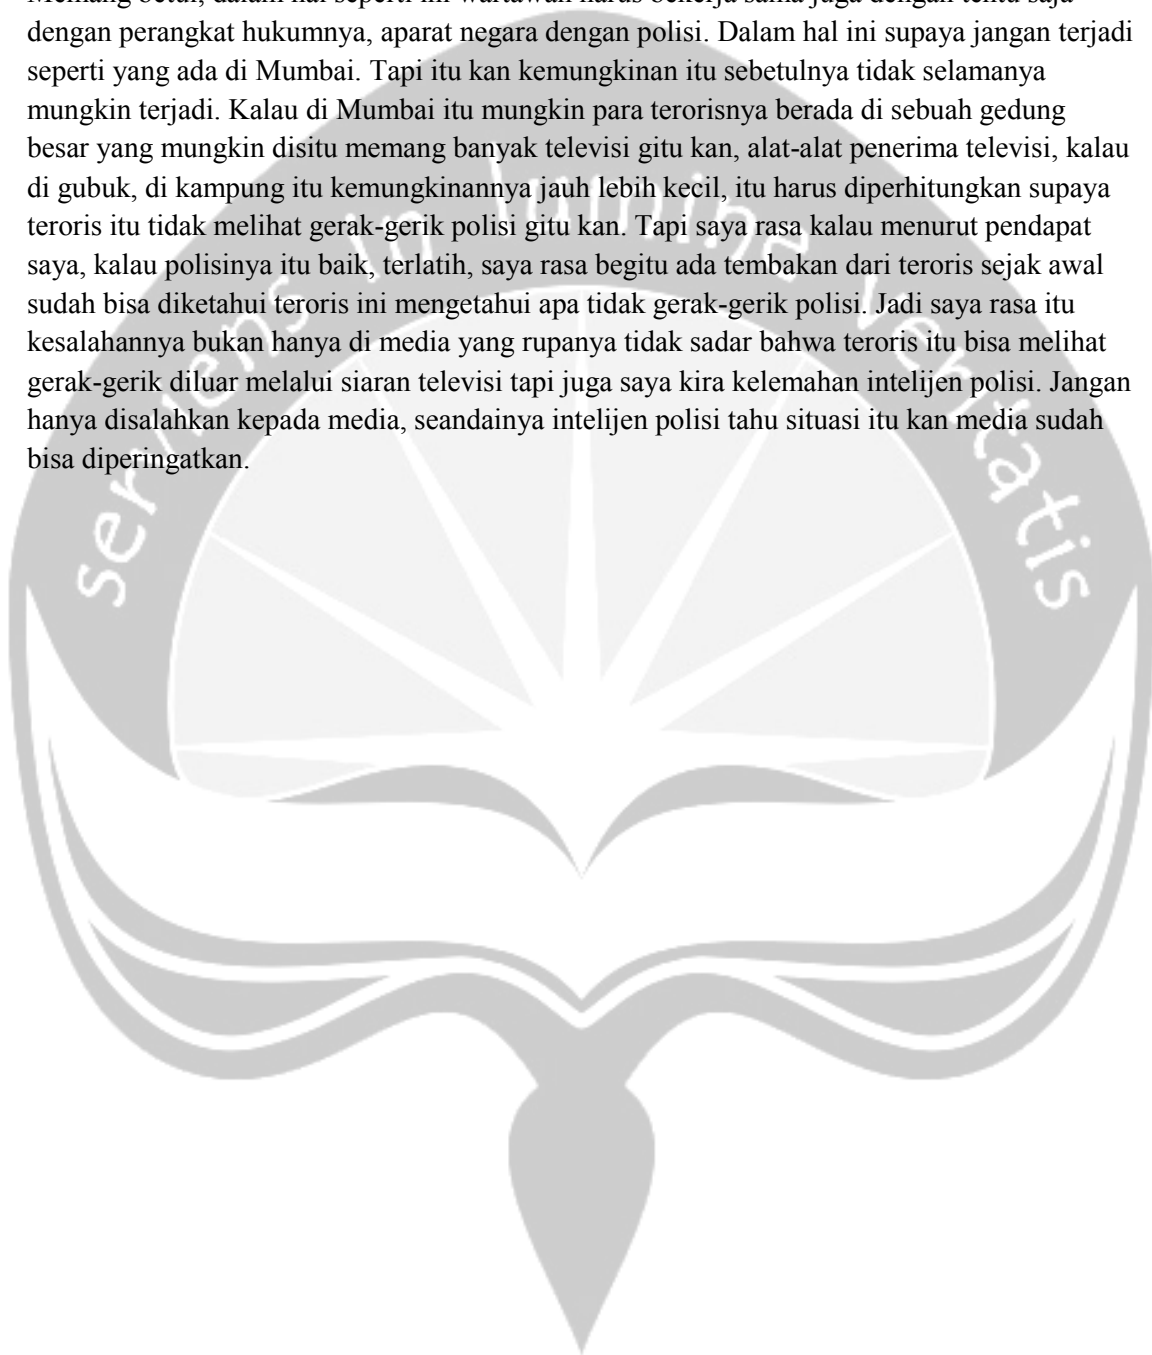 Memang betul, dalam hal seperti ini wartawan harus bekerja sama juga dengan tentu saja
dengan perangkat hukumnya, aparat negara dengan polisi. Dalam hal ini supaya jangan terjadi
seperti yang ada di Mumbai. Tapi itu kan kemungkinan itu sebetulnya tidak selamanya
mungkin terjadi. Kalau di Mumbai itu mungkin para terorisnya berada di sebuah gedung
besar yang mungkin disitu memang banyak televisi gitu kan, alat-alat penerima televisi, kalau
di gubuk, di kampung itu kemungkinannya jauh lebih kecil, itu harus diperhitungkan supaya
teroris itu tidak melihat gerak-gerik polisi gitu kan. Tapi saya rasa kalau menurut pendapat
saya, kalau polisinya itu baik, terlatih, saya rasa begitu ada tembakan dari teroris sejak awal
sudah bisa diketahui teroris ini mengetahui apa tidak gerak-gerik polisi. Jadi saya rasa itu
kesalahannya bukan hanya di media yang rupanya tidak sadar bahwa teroris itu bisa melihat
gerak-gerik diluar melalui siaran televisi tapi juga saya kira kelemahan intelijen polisi. Jangan
hanya disalahkan kepada media, seandainya intelijen polisi tahu situasi itu kan media sudah
bisa diperingatkan.
serviens in lumine veritatis